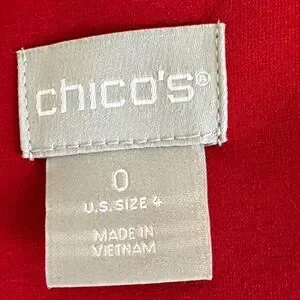 chico's®
0
U.S. SIZE 4
MADE IN
VIETNAM